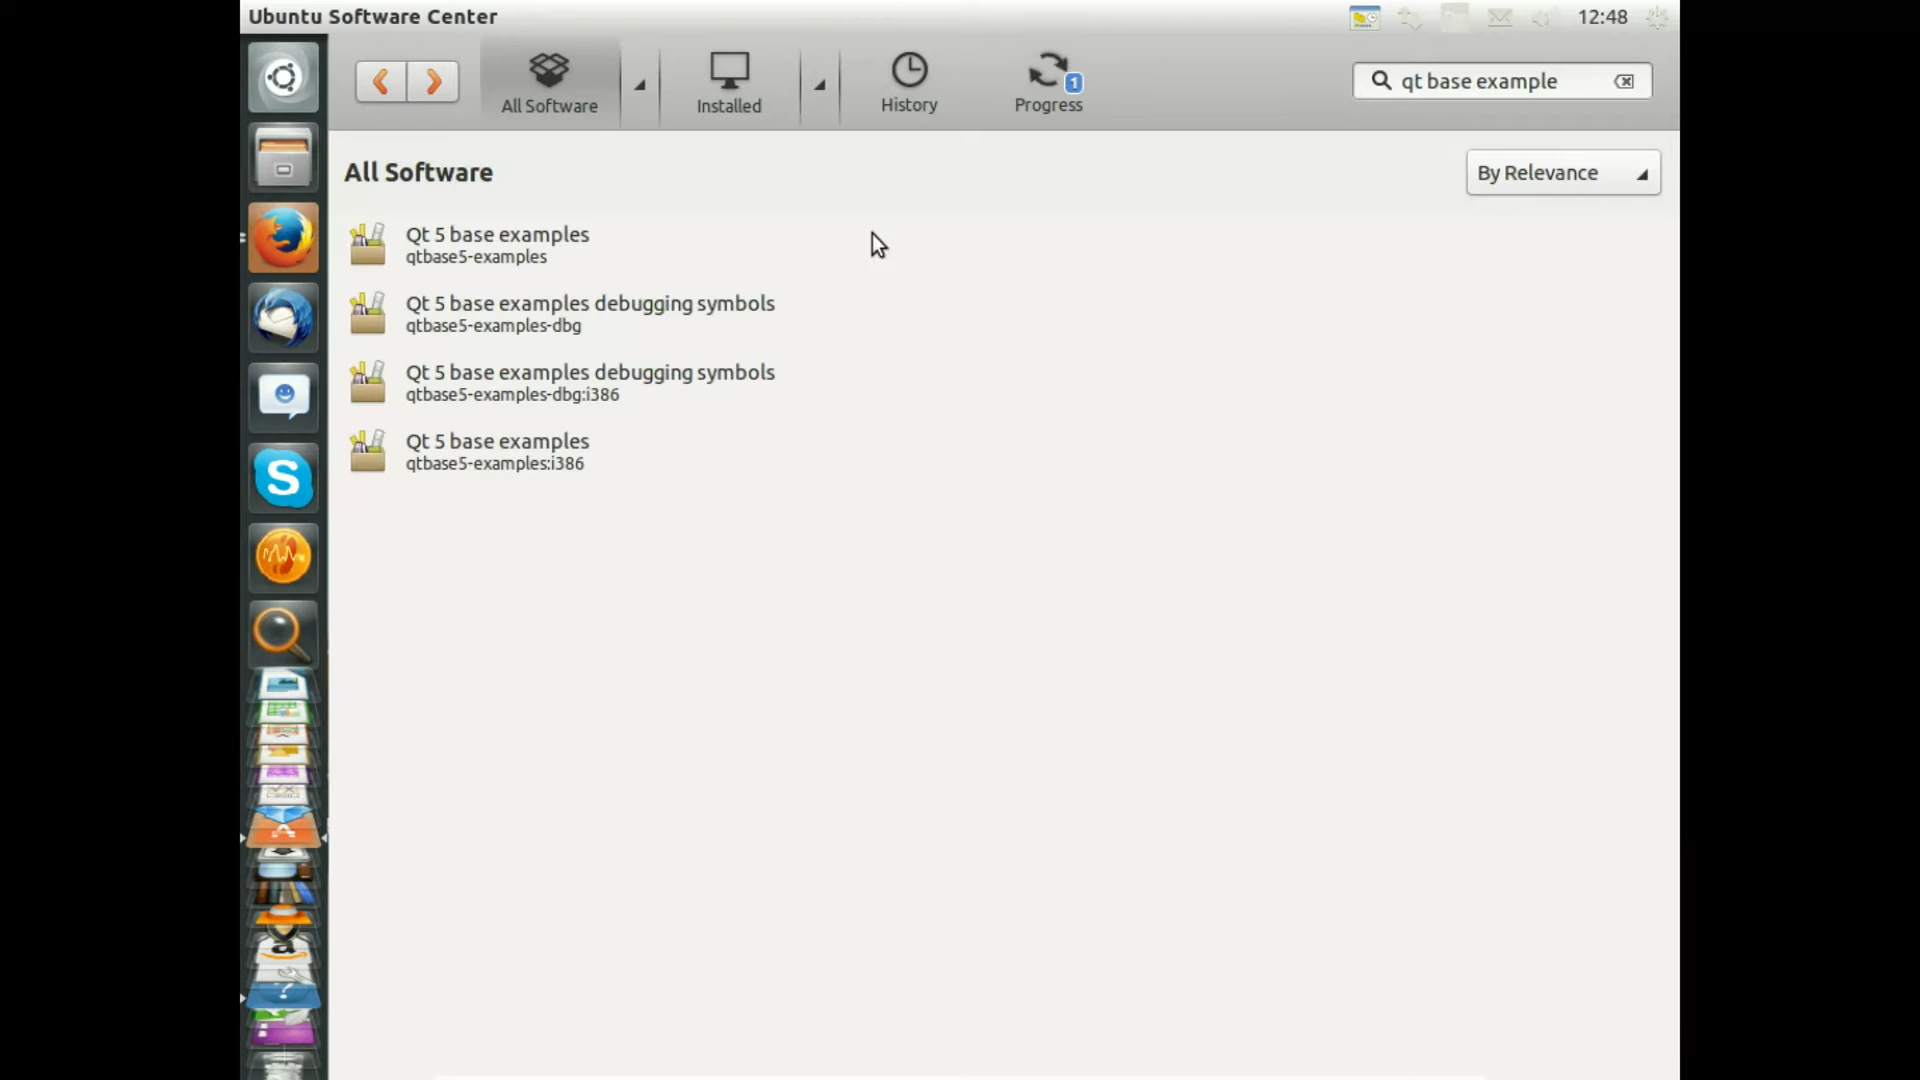 Ubuntu Software Center
12:48
All Software
Installed
History
1
Progress
qt base example
All Software
By Relevance
Qt 5 base examples
qtbase5-examples
Qt 5 base examples debugging symbols
qtbase5-examples-dbg
Qt 5 base examples debugging symbols
qtbase5-examples-dbg:i386
Qt 5 base examples
qtbase5-examples:i386